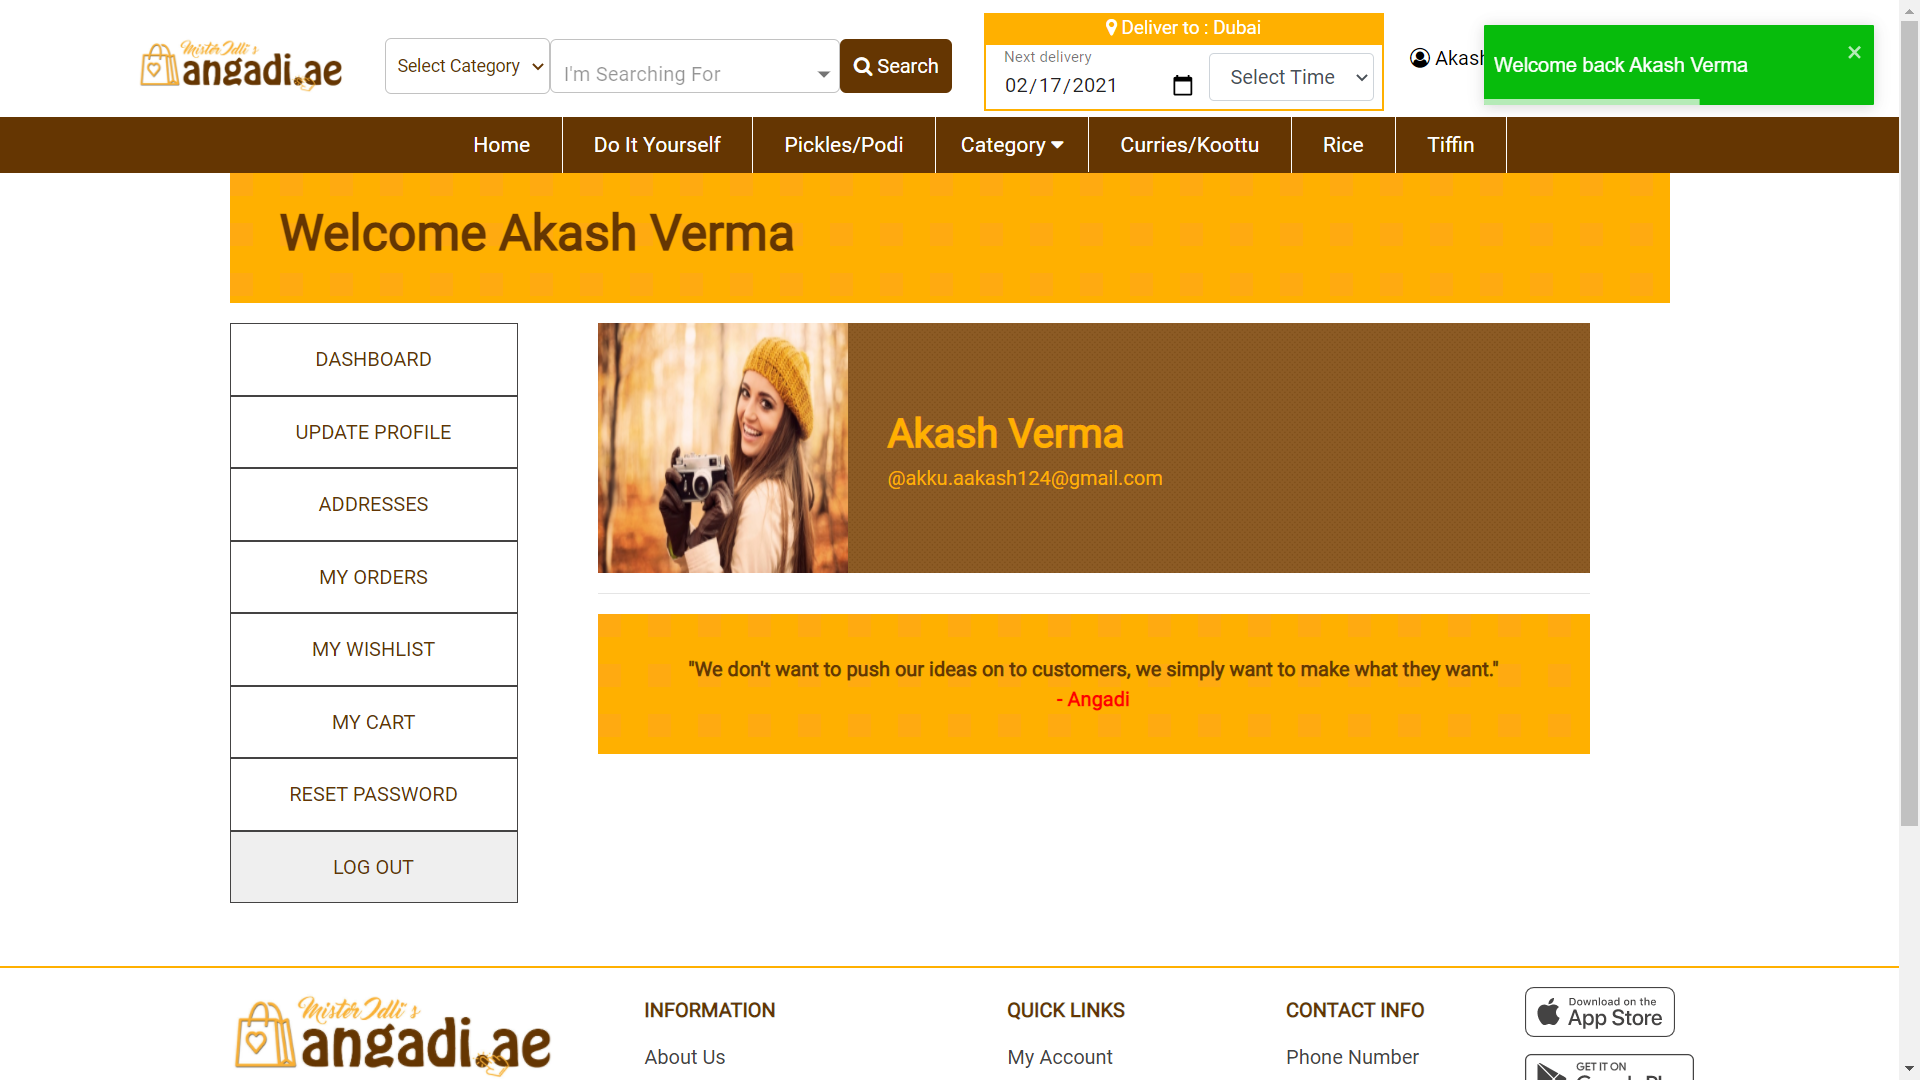 Mister Idli's
angadi.ae
Select Category
I'm Searching For
Search
Deliver to : Dubai
Next delivery
02/17/2021
Select Time
Akash
Welcome back Akash Verma
×
Home
Do It Yourself
Pickles/Podi
Category
Curries/Koottu
Rice
Tiffin
Welcome Akash Verma
DASHBOARD
UPDATE PROFILE
ADDRESSES
MY ORDERS
MY WISHLIST
MY CART
RESET PASSWORD
LOG OUT
Akash Verma
@akku.aakash124@gmail.com
"We don't want to push our ideas on to customers, we simply want to make what they want."
- Angadi
Mister Idli's
angadi.ae
INFORMATION
About Us
QUICK LINKS
My Account
CONTACT INFO
Phone Number
Download on the
App Store
GET IT ON